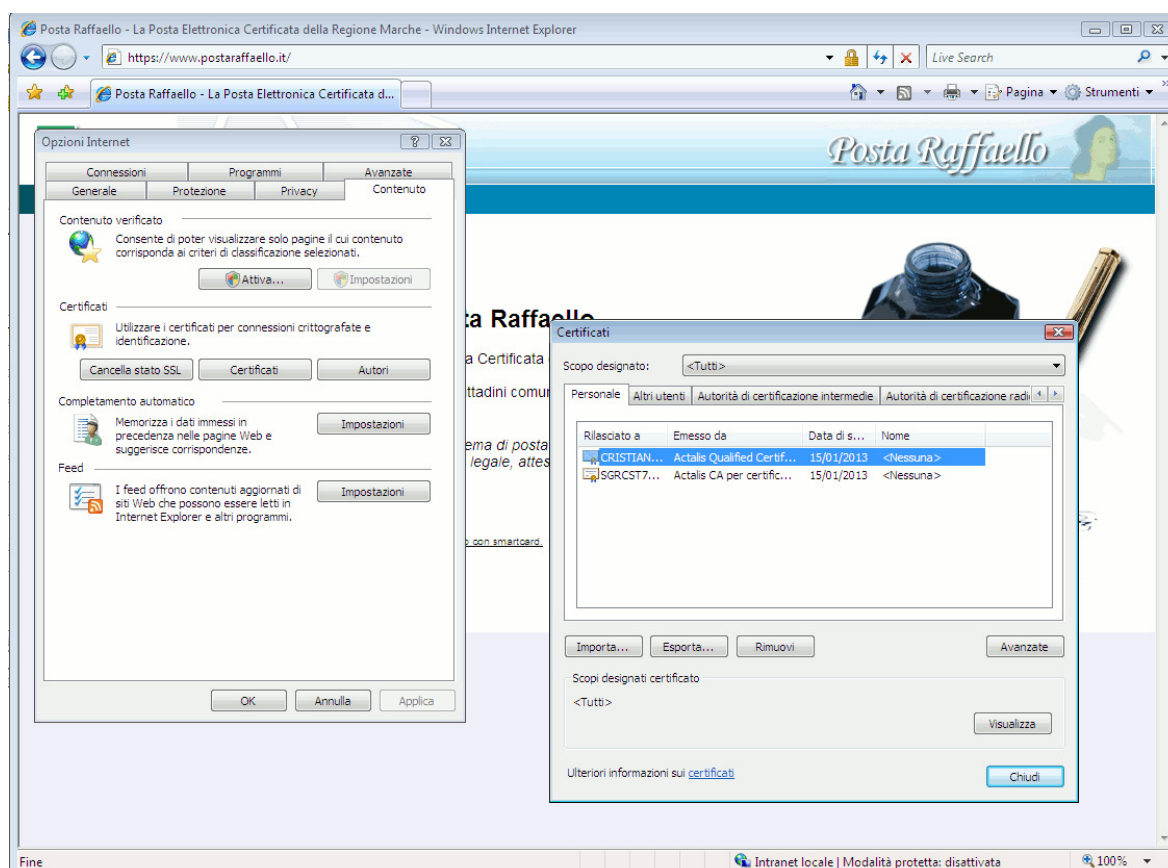 Posta Raffaello - La Posta Elettronica Certificata della Regione Marche - Windows Internet Explorer
https://www.postaraffaello.it/
Live Search
Posta Raffaello - La Posta Elettronica Certificata d...
Pagina
Strumenti
Posta Raffaello
Opzioni Internet
Connessioni Programmi Avanzate
Generale Protezione Privacy Contenuto
Contenuto verificato
Consente di poter visualizzare solo pagine il cui contenuto
corrisponda ai criteri di classificazione selezionati.
Attiva... Impostazioni
Certificati
Utilizzare i certificati per connessioni crittografate e
identificazione.
Cancella stato SSL Certificati Autori
Completamento automatico
Memorizza i dati immessi in
precedenza nelle pagine Web e
suggerisce corrispondenze.
Impostazioni
Feed
I feed offrono contenuti aggiornati di
siti Web che possono essere letti in
Internet Explorer e altri programmi.
Impostazioni
OK Annulla Applica
ta Raffaello
a Certificata
ttadini comu
ema di posta
legale, attes
o con smartcard.
Certificati
Scopo designato: <Tutti>
Personale Altri utenti Autorità di certificazione intermedie Autorità di certificazione radi
Rilasciato a Emesso da Data di s... Nome
CRISTIAN... Actalis Qualified Certif... 15/01/2013 <Nessuna>
SGRCST7... Actalis CA per certific... 15/01/2013 <Nessuna>
Importa... Esporta... Rimuovi Avanzate
Scopi designati certificato
<Tutti>
Visualizza
Ulteriori informazioni sui certificati
Chiudi
Fine
Intranet locale | Modalità protetta: disattivata
100%